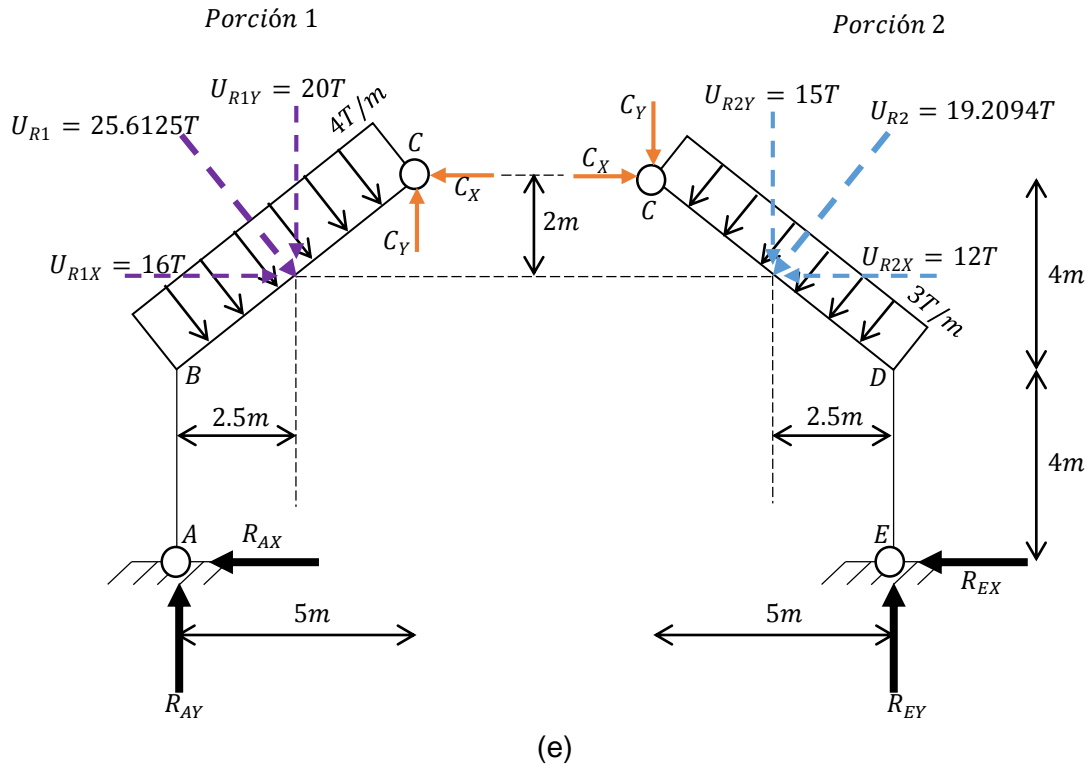 Porción 1
Porción 2
U_{R1Y} = 20T
4T/m
U_{R2Y} = 15T
U_{R1} = 25.6125T
C_Y
U_{R2} = 19.2094T
C
C_X
C_X
C
C_Y
2m
U_{R1X} = 16T
U_{R2X} = 12T
4m
3T/m
B
D
2.5m
2.5m
4m
A
R_{AX}
E
R_{EX}
5m
5m
R_{AY}
R_{EY}
(e)